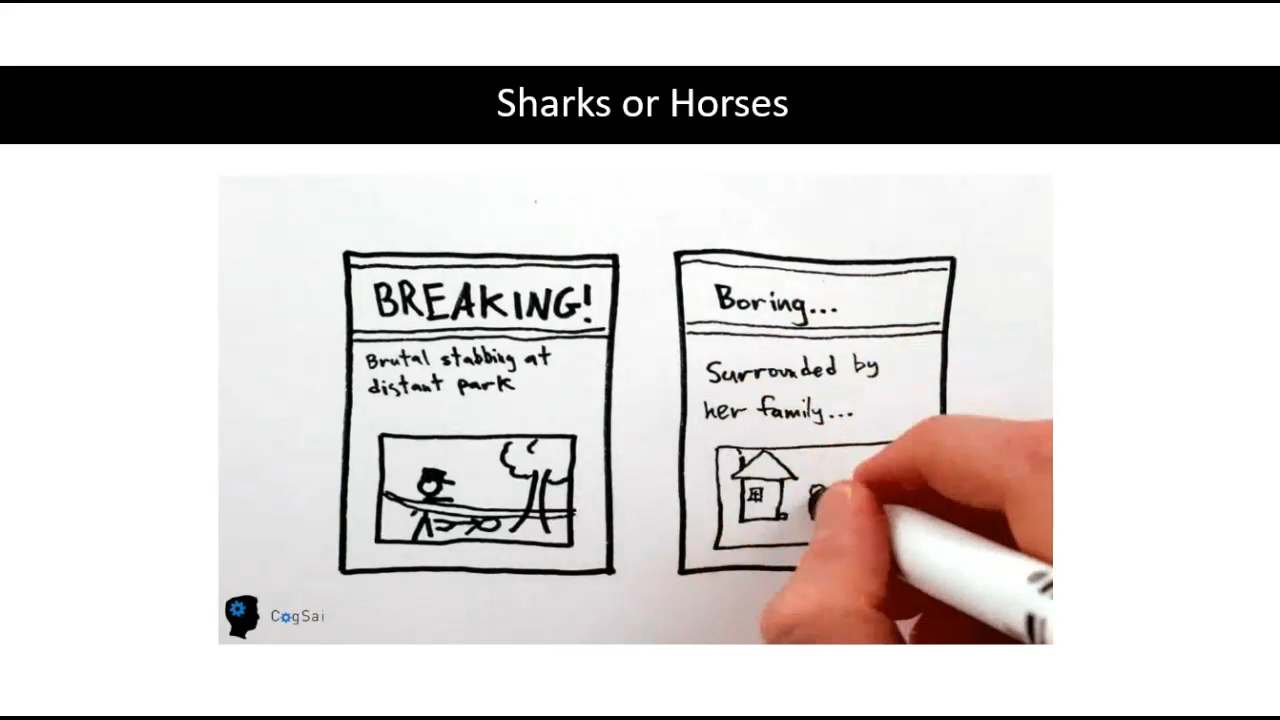 Sharks or Horses
BREAKING!
Brutal stabbing at
distant park
Boring...
Surrounded by
her family...
CogSai